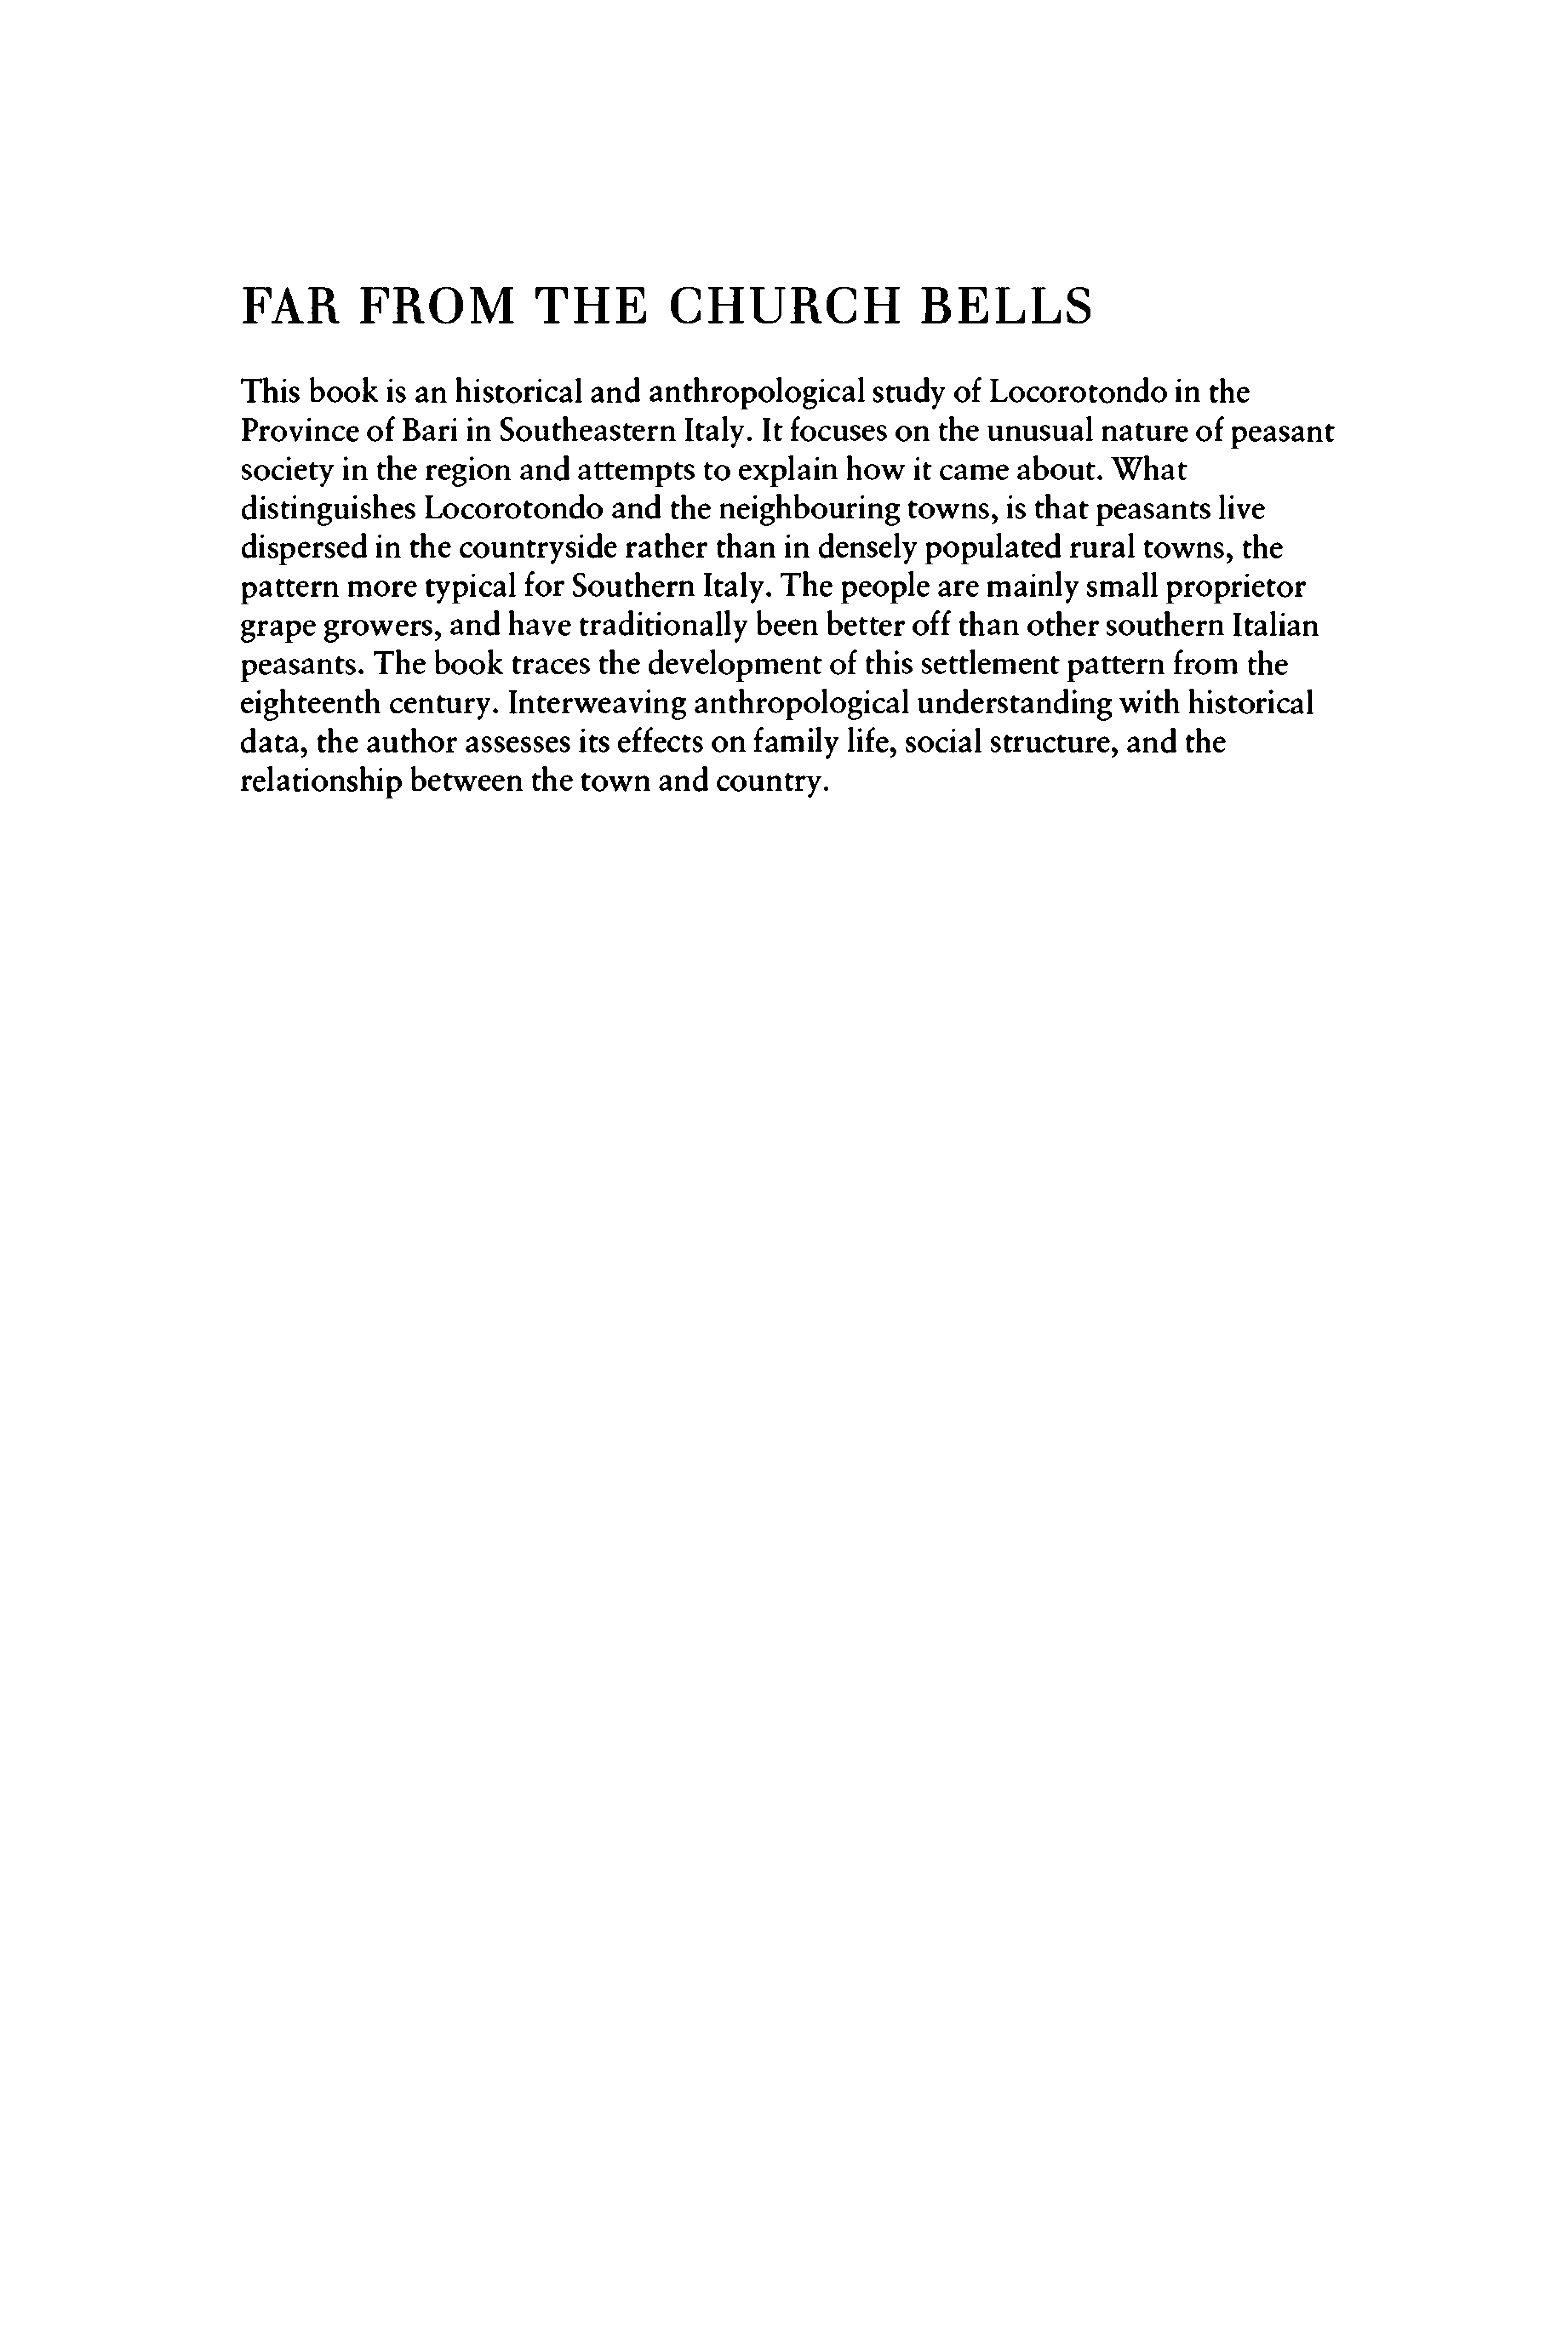 FAR FROM THE CHURCH BELLS
This book is an historical and anthropological study of Locorotondo in the
Province of Bari in Southeastern Italy. It focuses on the unusual nature of peasant
society in the region and attempts to explain how it came about. What
distinguishes Locorotondo and the neighbouring towns, is that peasants live
dispersed in the countryside rather than in densely populated rural towns, the
pattern more typical for Southern Italy. The people are mainly small proprietor
grape growers, and have traditionally been better off than other southern Italian
peasants. The book traces the development of this settlement pattern from the
eighteenth century. Interweaving anthropological understanding with historical
data, the author assesses its effects on family life, social structure, and the
relationship between the town and country.